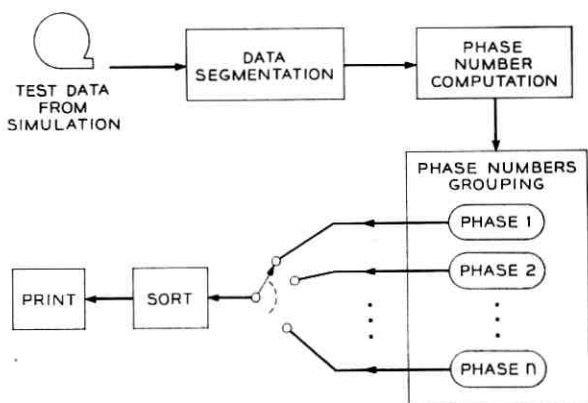 TEST DATA
FROM
SIMULATION
DATA
SEGMENTATION
PHASE
NUMBER
COMPUTATION
PHASE NUMBERS
GROUPING
PHASE 1
PHASE 2
PHASE n
SORT
PRINT